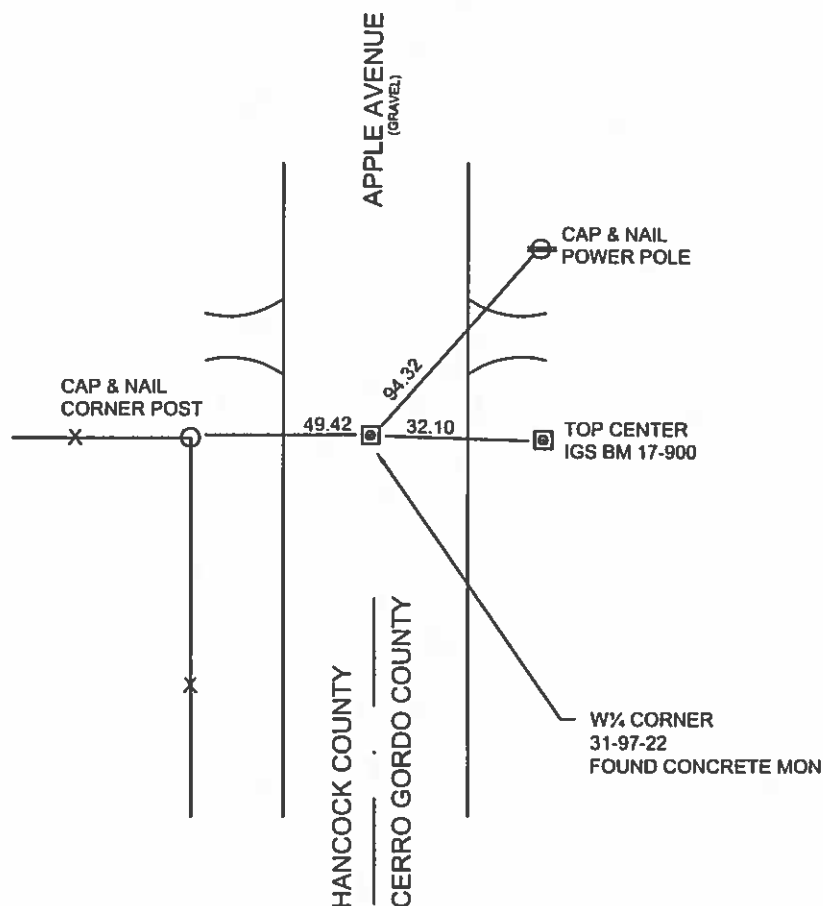 APPLE AVENUE
(GRAVEL)
CAP & NAIL
POWER POLE
94.32
CAP & NAIL
CORNER POST
49.42
32.10
TOP CENTER
IGS BM 17-900
HANCOCK COUNTY
CERRO GORDO COUNTY
W¼ CORNER
31-97-22
FOUND CONCRETE MON